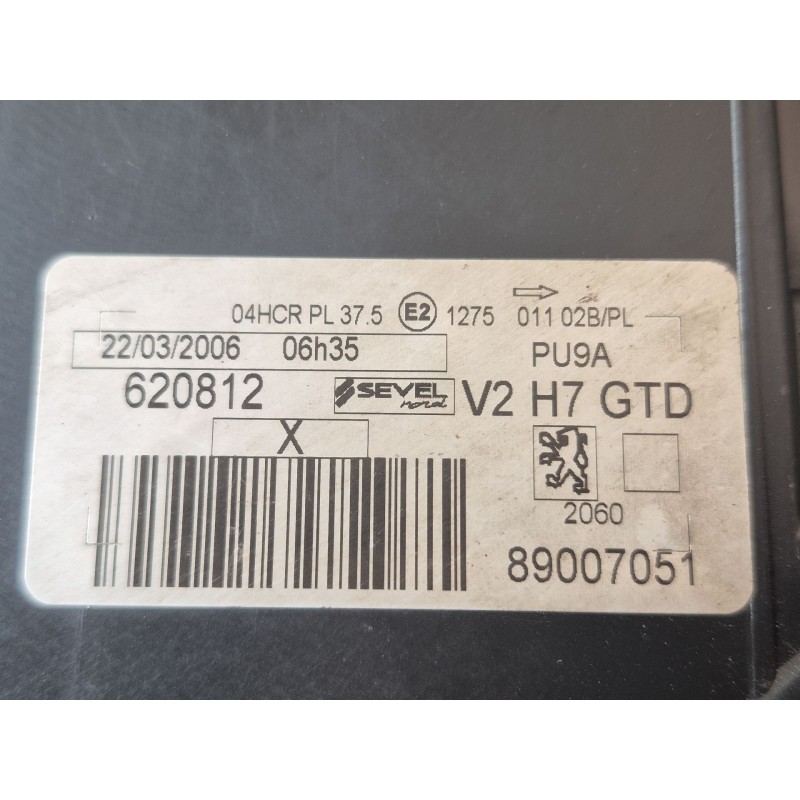 04HCR PL 37.5 E2 1275 011 02B/PL
22/03/2006 06h35 PU9A
620812 SEVEL nord V2 H7 GTD
X
2060
89007051